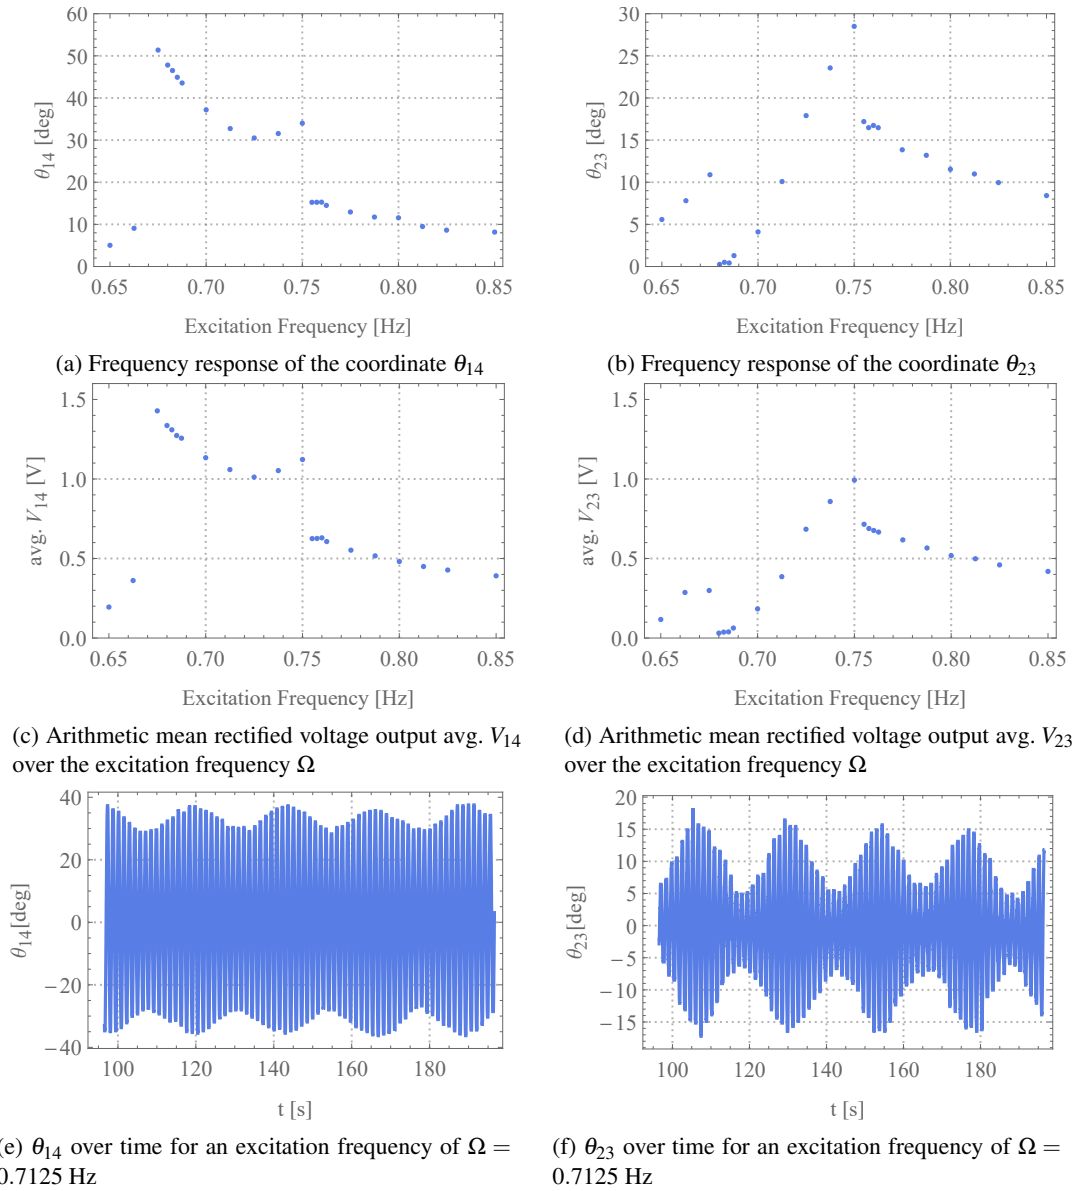 60
50
40
30
20
10
0
θ14 [deg]
0.65 0.70 0.75 0.80 0.85
Excitation Frequency [Hz]
(a) Frequency response of the coordinate θ14
30
25
20
15
10
5
0
θ23 [deg]
0.65 0.70 0.75 0.80 0.85
Excitation Frequency [Hz]
(b) Frequency response of the coordinate θ23
1.5
1.0
0.5
0.0
avg. V14 [V]
0.65 0.70 0.75 0.80 0.85
Excitation Frequency [Hz]
(c) Arithmetic mean rectified voltage output avg. V14
over the excitation frequency Ω
1.5
1.0
0.5
0.0
avg. V23 [V]
0.65 0.70 0.75 0.80 0.85
Excitation Frequency [Hz]
(d) Arithmetic mean rectified voltage output avg. V23
over the excitation frequency Ω
40
20
0
−20
−40
θ14[deg]
100 120 140 160 180
t [s]
(e) θ14 over time for an excitation frequency of Ω =
0.7125 Hz
20
15
10
5
0
−5
−10
−15
θ23[deg]
100 120 140 160 180
t [s]
(f) θ23 over time for an excitation frequency of Ω =
0.7125 Hz